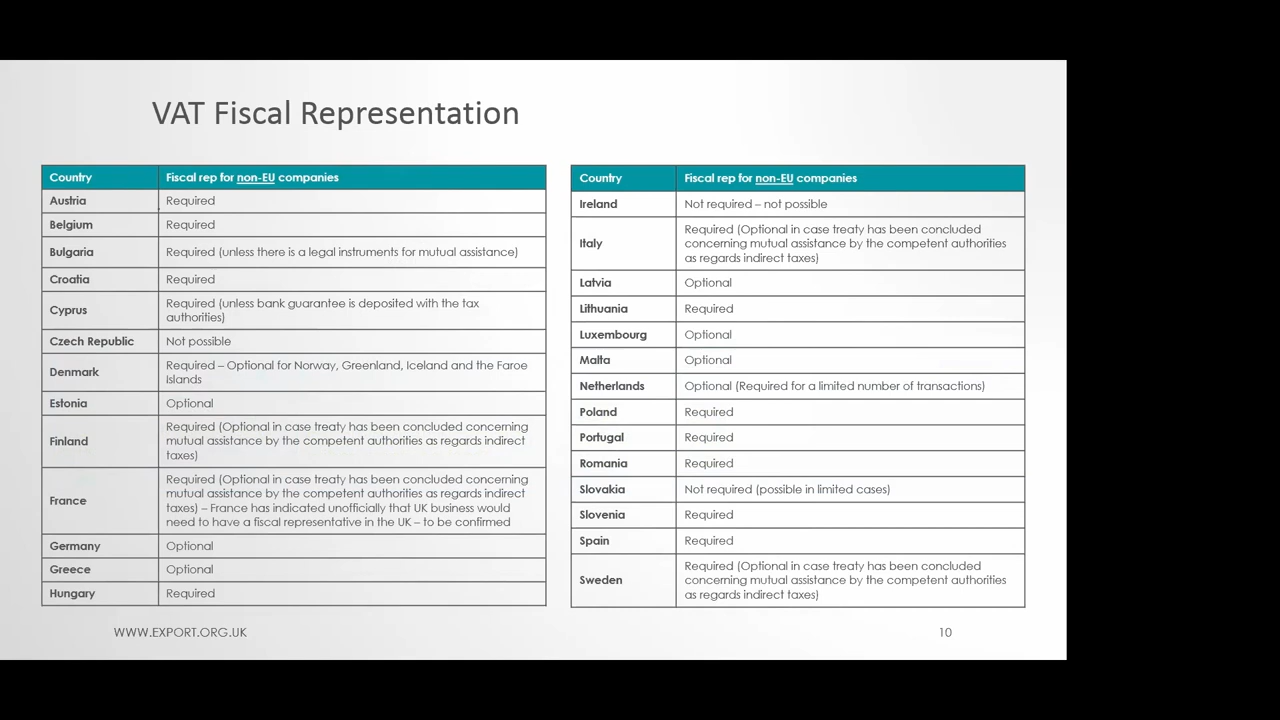 VAT Fiscal Representation
Country Fiscal rep for non-EU companies
Austria Required
Belgium Required
Bulgaria Required (unless there is a legal instruments for mutual assistance)
Croatia Required
Cyprus Required (unless bank guarantee is deposited with the tax
authorities)
Czech Republic Not possible
Denmark Required – Optional for Norway, Greenland, Iceland and the Faroe
Islands
Estonia Optional
Finland Required (Optional in case treaty has been concluded concerning
mutual assistance by the competent authorities as regards indirect
taxes)
France Required (Optional in case treaty has been concluded concerning
mutual assistance by the competent authorities as regards indirect
taxes) – France has indicated unofficially that UK business would
need to have a fiscal representative in the UK – to be confirmed
Germany Optional
Greece Optional
Hungary Required
Country Fiscal rep for non-EU companies
Ireland Not required – not possible
Italy Required (Optional in case treaty has been concluded
concerning mutual assistance by the competent authorities
as regards indirect taxes)
Latvia Optional
Lithuania Required
Luxembourg Optional
Malta Optional
Netherlands Optional (Required for a limited number of transactions)
Poland Required
Portugal Required
Romania Required
Slovakia Not required (possible in limited cases)
Slovenia Required
Spain Required
Sweden Required (Optional in case treaty has been concluded
concerning mutual assistance by the competent authorities
as regards indirect taxes)
WWW.EXPORT.ORG.UK
10